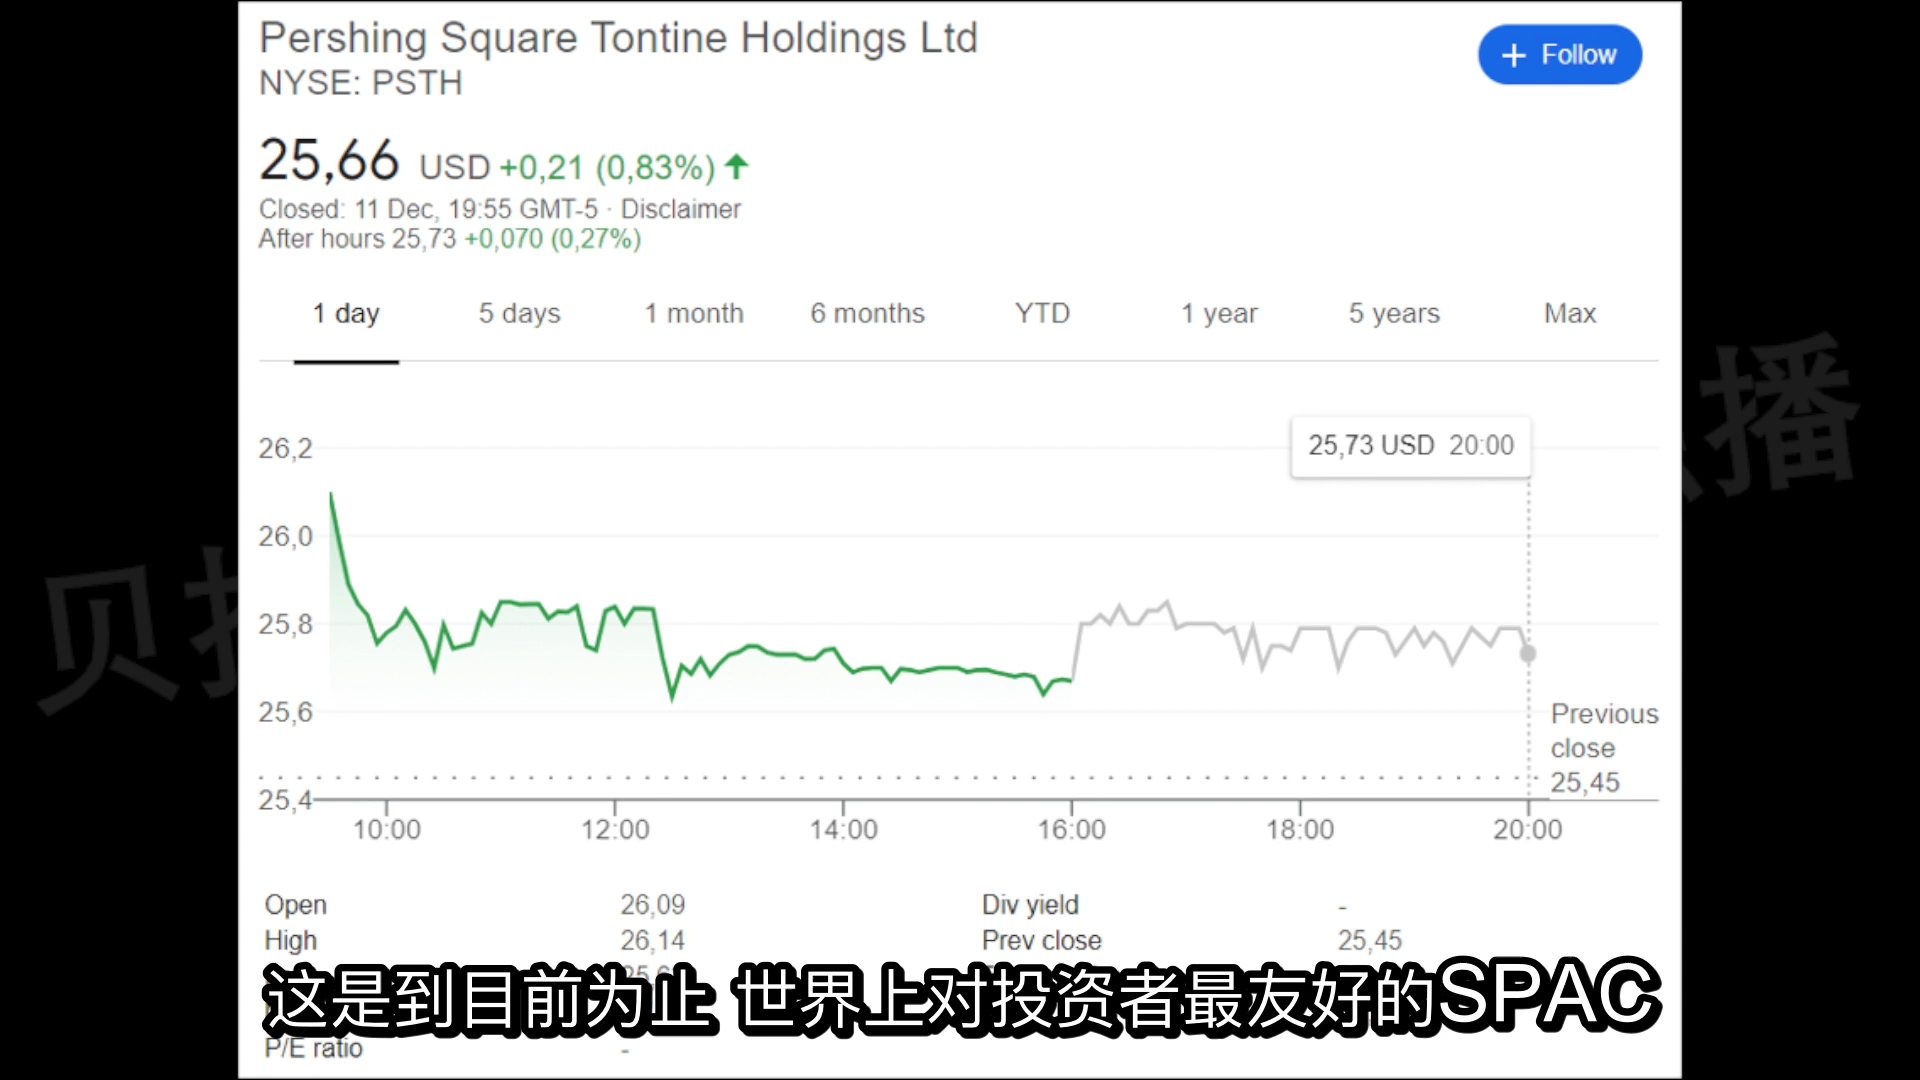 Pershing Square Tontine Holdings Ltd
NYSE: PSTH
+ Follow
25,66 USD +0,21 (0,83%)
Closed: 11 Dec, 19:55 GMT-5 · Disclaimer
After hours 25,73 +0,070 (0,27%)
1 day 5 days 1 month 6 months YTD 1 year 5 years Max
25,73 USD 20:00
26,2
26,0
25,8
25,6
25,4
Previous
close
25,45
10:00 12:00 14:00 16:00 18:00 20:00
Open 26,09 Div yield -
High 26,14 Prev close 25,45
这是到目前为止 世界上对投资者最友好的SPAC
P/E ratio -
贝
播